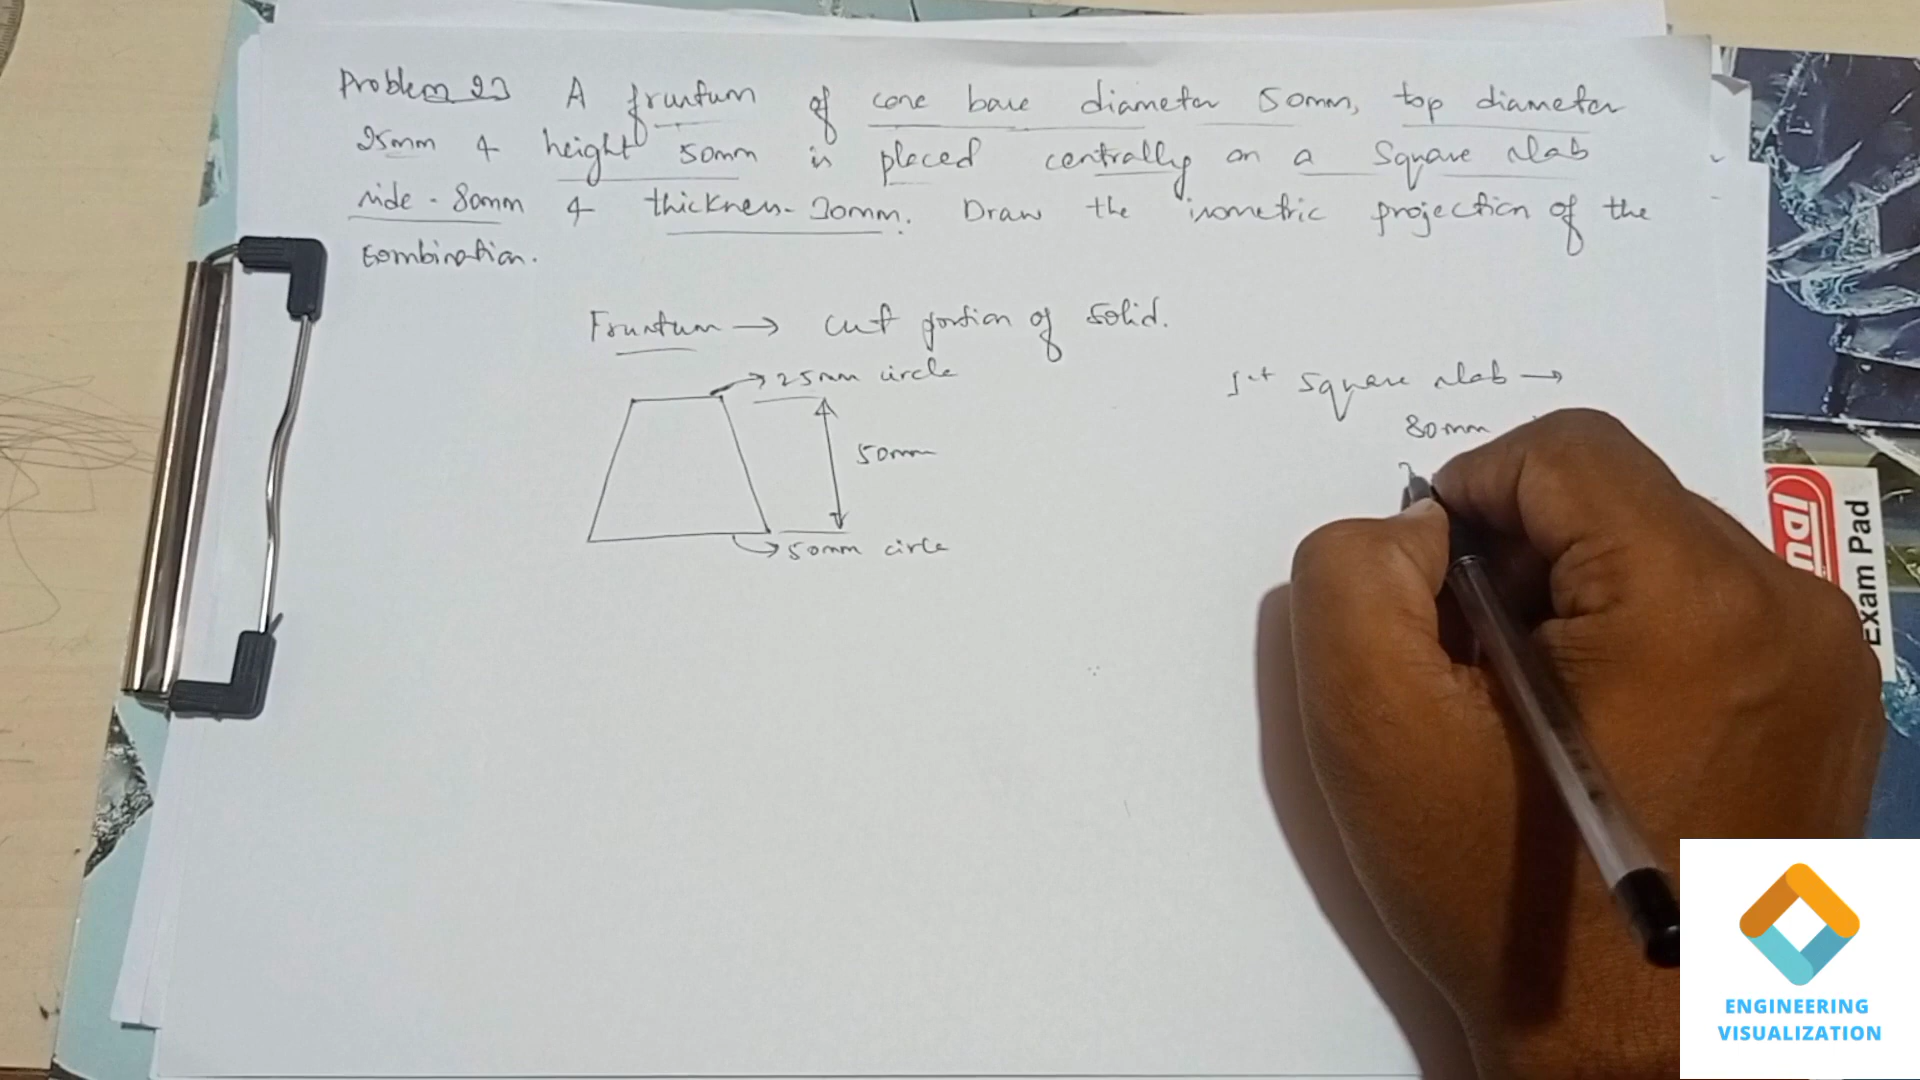 Problem 23 A frustum of cone base diameter 50mm, top diameter
25mm & height 50mm is placed centrally on a Square slab
side - 80mm & thickness - 20mm. Draw the isometric projection of the
combination.
Frustum → cut portion of solid.
→ 25mm circle
50mm
→ 50mm circle
1st Square slab →
80mm
IDU
Exam Pad
ENGINEERING
VISUALIZATION